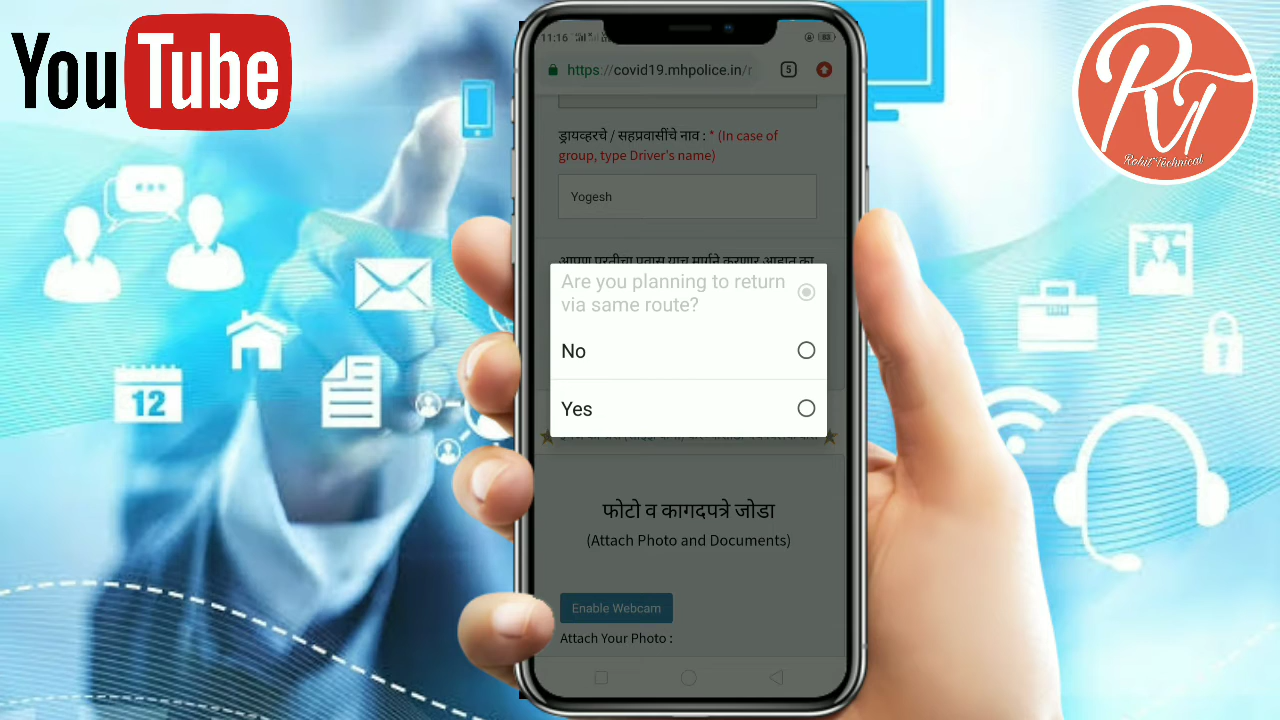 YouTube
RT
Rohit Technical
11:16
83
https://covid19.mhpolice.in/r
5
ड्रायव्हरचे / सहप्रवासींचे नाव : * (In case of
group, type Driver's name)
Yogesh
Are you planning to return
via same route?
No
Yes
12
फोटो व कागदपत्रे जोडा
(Attach Photo and Documents)
Enable Webcam
Attach Your Photo :